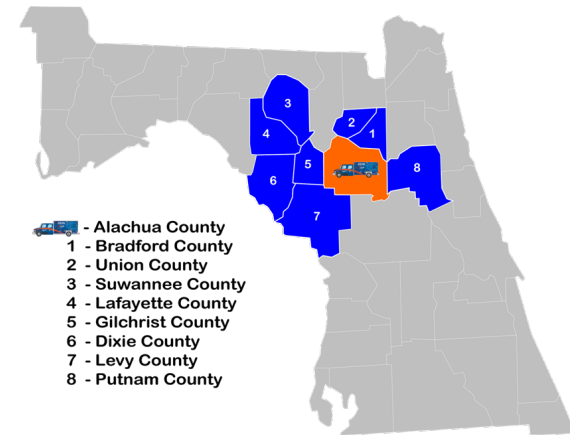 3
2
1
4
5
8
6
7
- Alachua County
1 - Bradford County
2 - Union County
3 - Suwannee County
4 - Lafayette County
5 - Gilchrist County
6 - Dixie County
7 - Levy County
8 - Putnam County